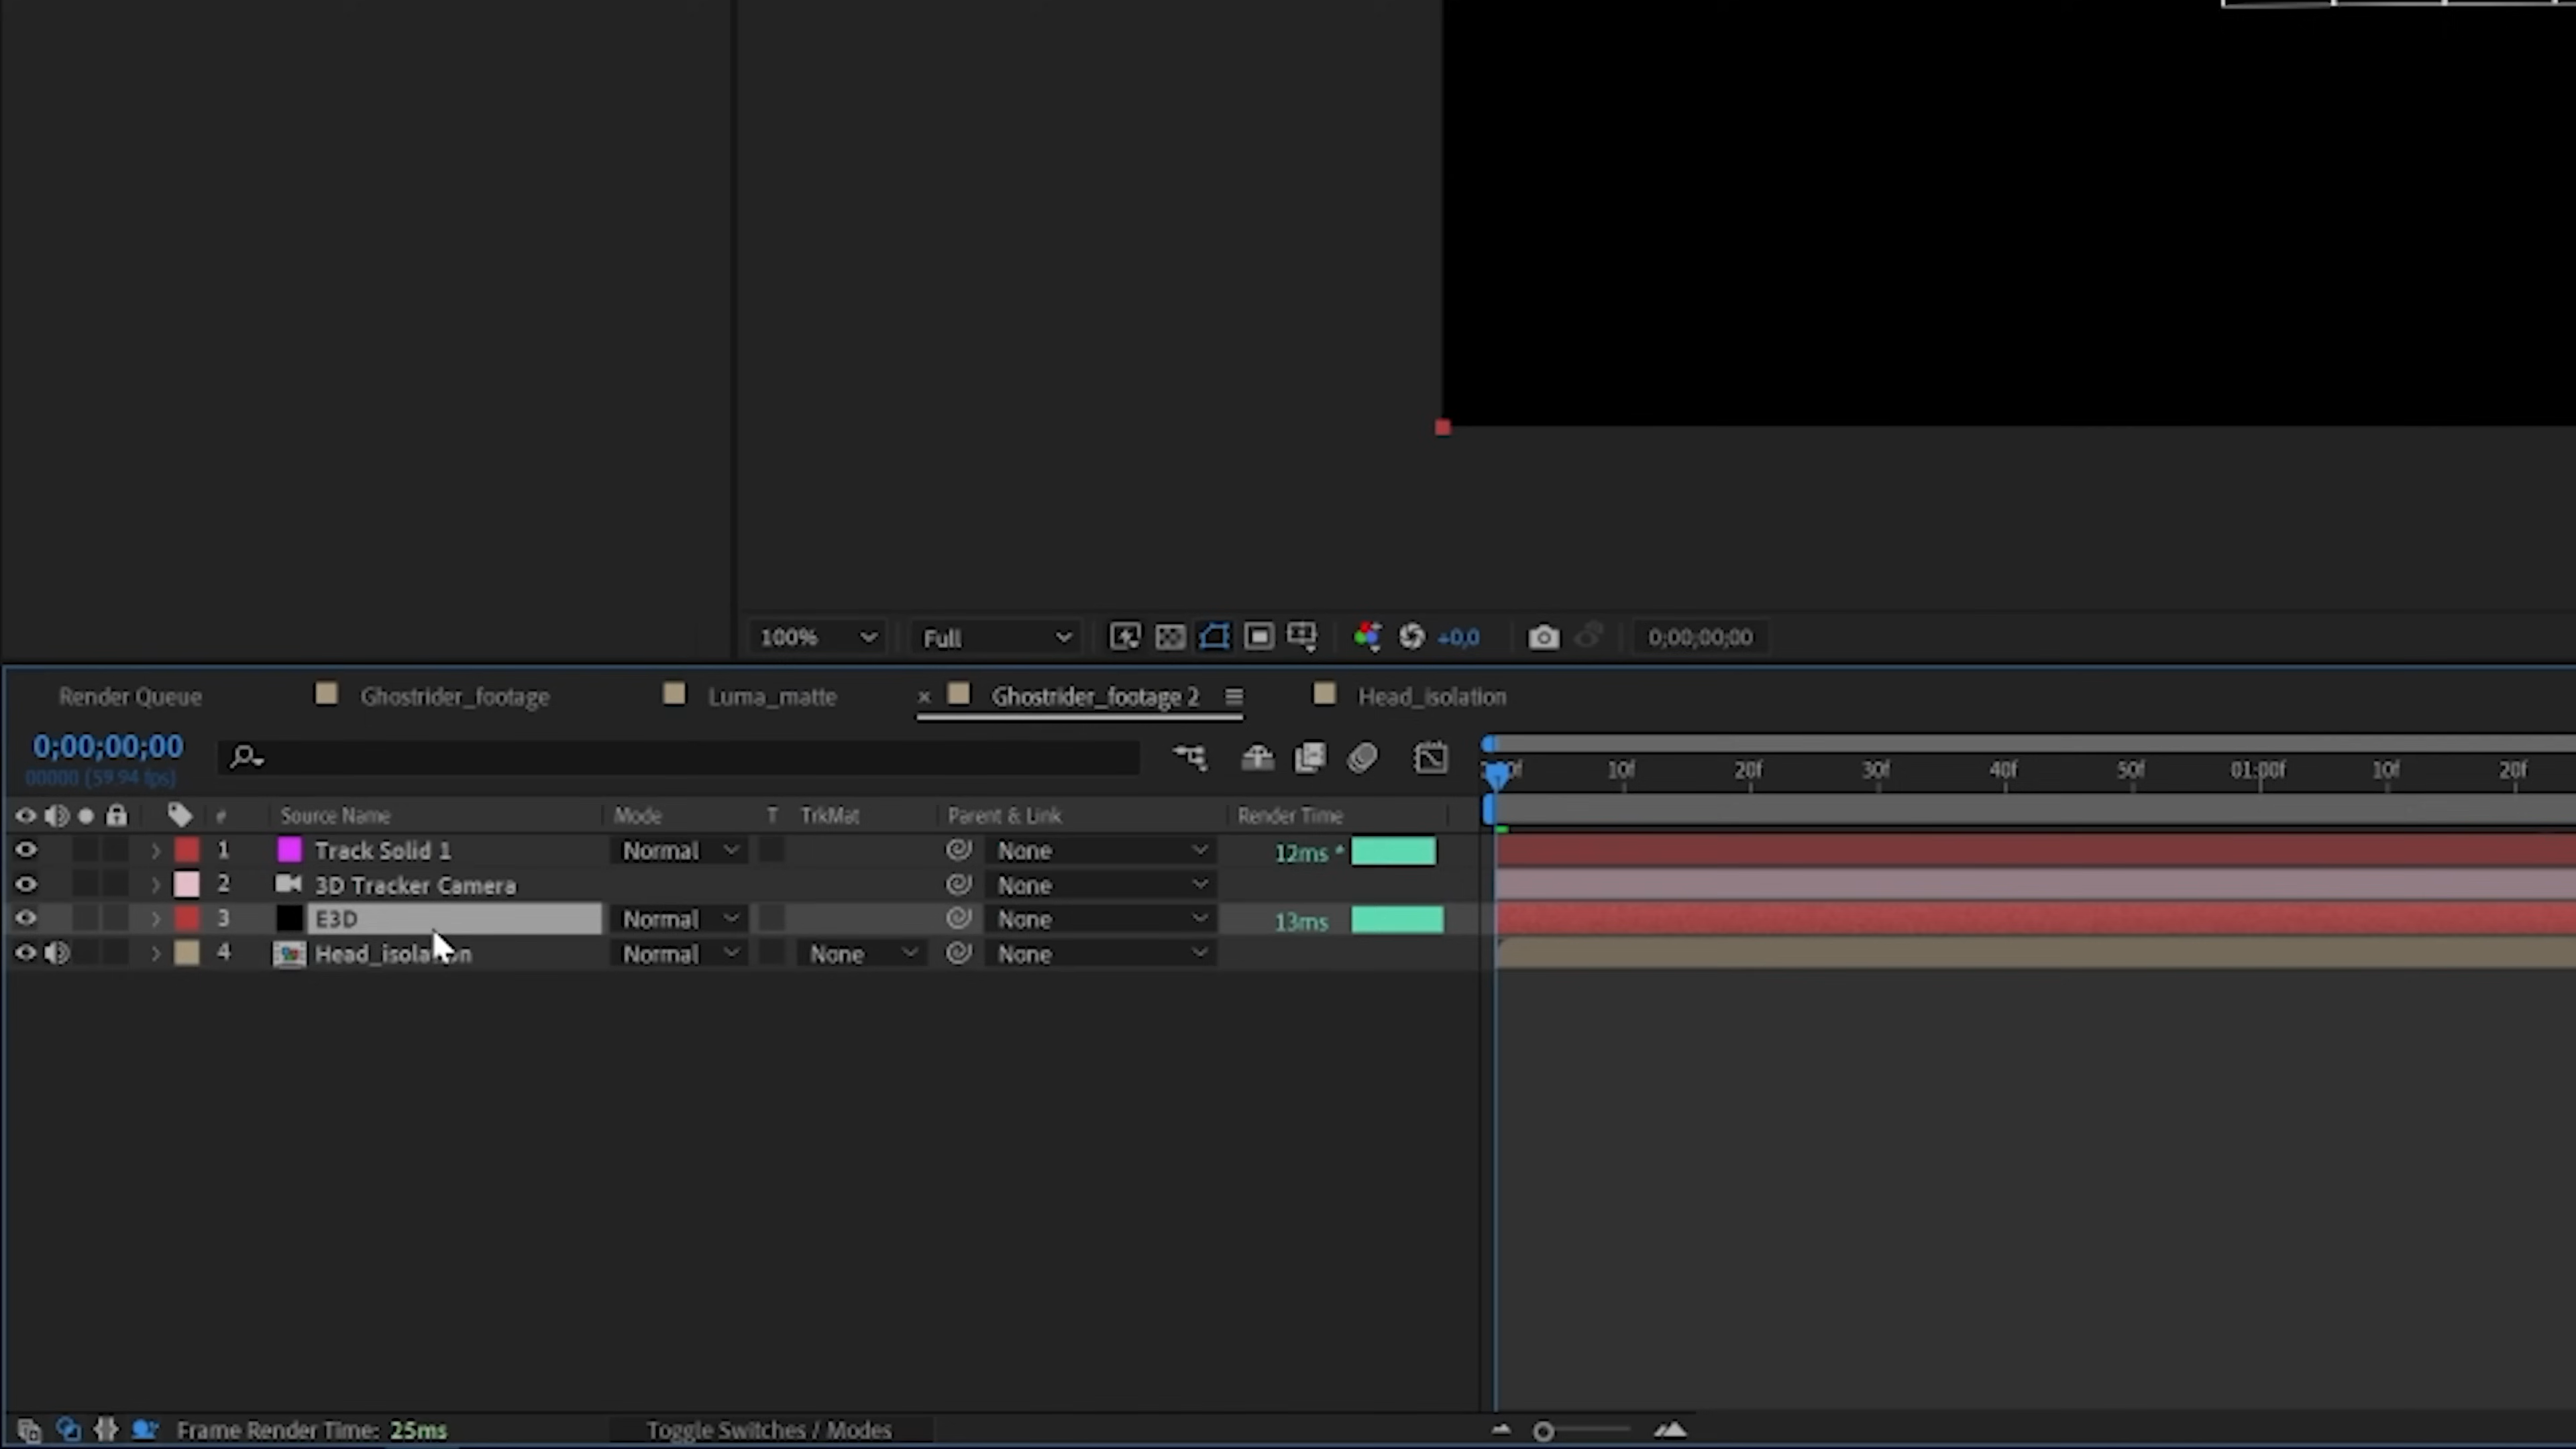 100% Full +0,0 0;00;00;00
Render Queue Ghostrider_footage Luma_matte × Ghostrider_footage 2 Head_isolation
0;00;00;00
00000 (59.94 fps)
10f 20f 30f 40f 50f 01:00f 10f 20f
# Source Name Mode T TrkMat Parent & Link Render Time
1 Track Solid 1 Normal None 12ms *
2 3D Tracker Camera None
3 E3D Normal None 13ms
4 Normal None None
Frame Render Time: 25ms Toggle Switches / Modes